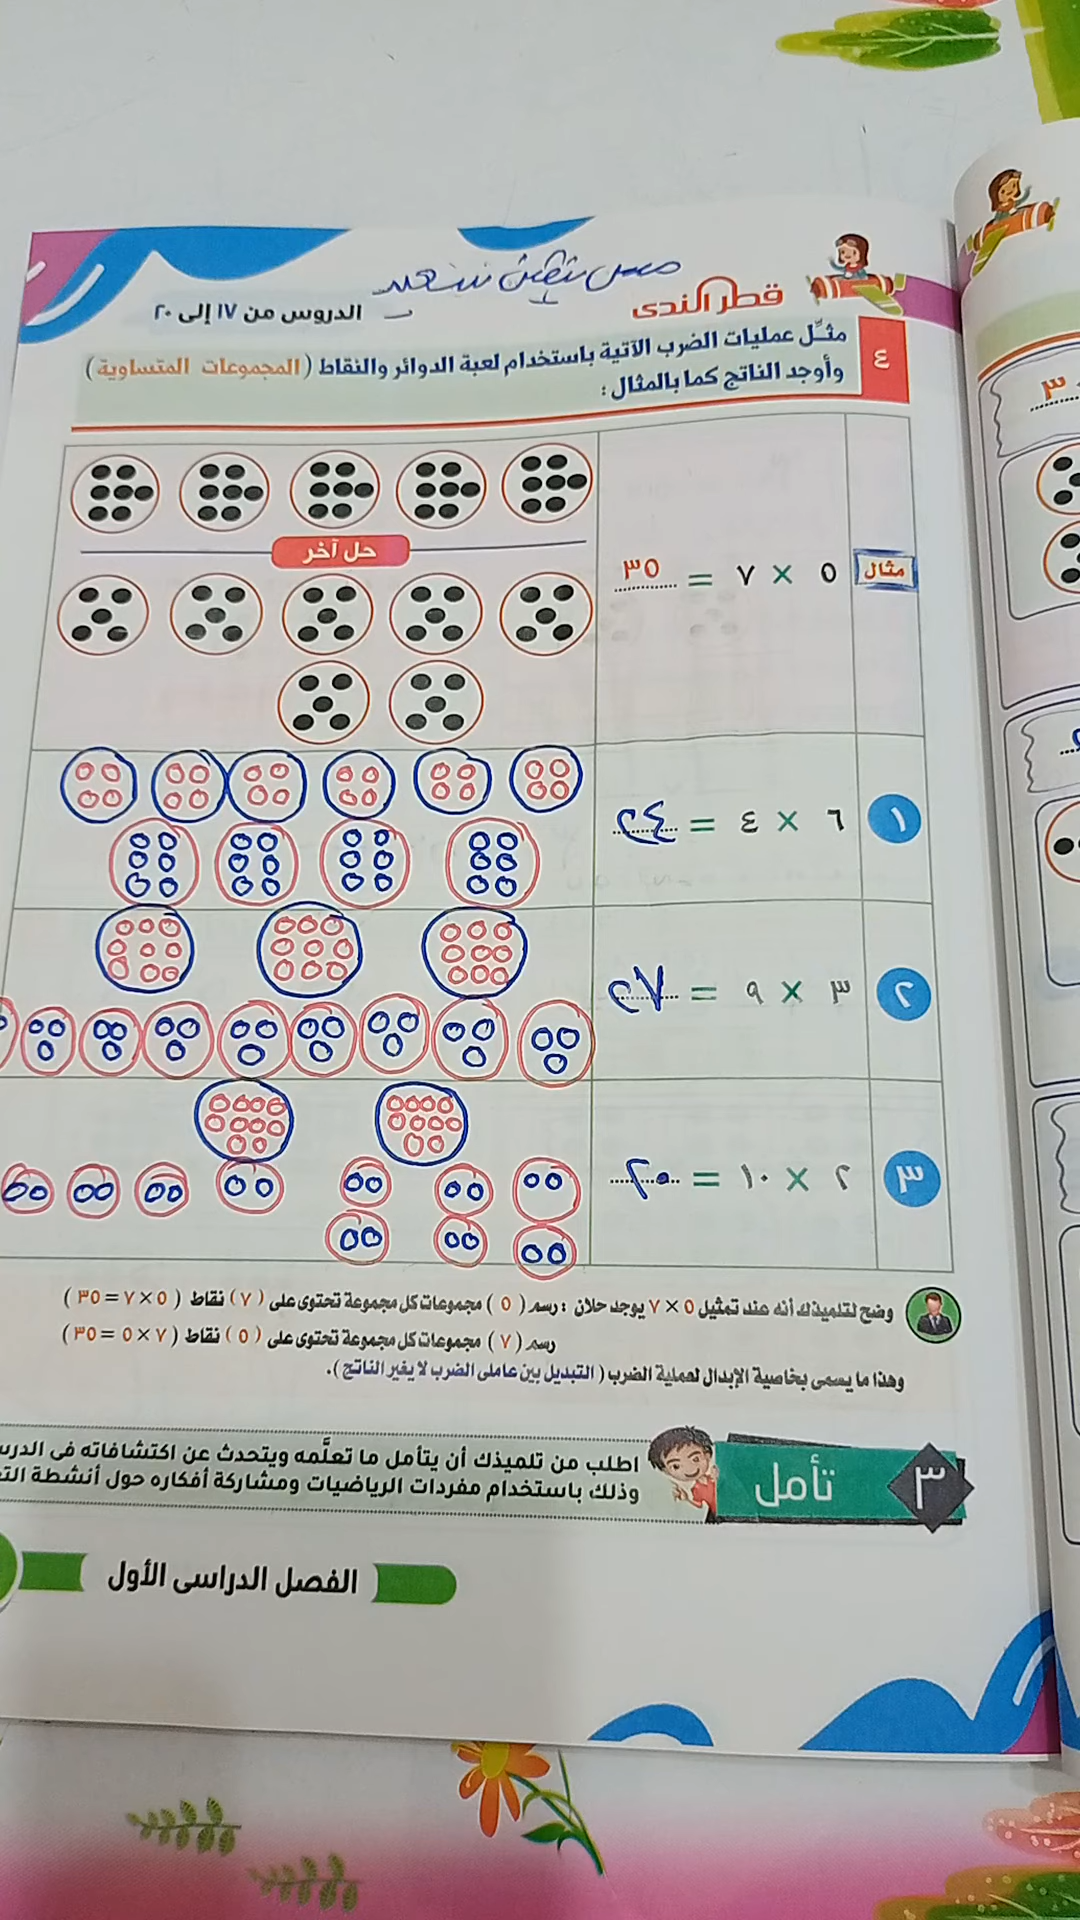 قطر الندى
الدروس من ١٧ إلى ٢٠
٤
مثّل عمليات الضرب الآتية باستخدام لعبة الدوائر والنقاط (المجموعات المتساوية)
وأوجد الناتج كما بالمثال :
مثال
٥ × ٧ = ٣٥
حل آخر
١
٦ × ٤ = ٢٤
٢
٣ × ٩ = ٢٧
٣
٢ × ١٠ = ٢٠
وضح لتلميذك أنه عند تمثيل ٥ × ٧ يوجد حلان : رسم (٥) مجموعات كل مجموعة تحتوى على (٧) نقاط (٥ × ٧ = ٣٥)
رسم (٧) مجموعات كل مجموعة تحتوى على (٥) نقاط (٧ × ٥ = ٣٥)
وهذا ما يسمى بخاصية الإبدال لعملية الضرب (التبديل بين عاملى الضرب لا يغير الناتج).
٣
تأمل
اطلب من تلميذك أن يتأمل ما تعلَّمه ويتحدث عن اكتشافاته فى
وذلك باستخدام مفردات الرياضيات ومشاركة أفكاره حول أنشطة
الفصل الدراسى الأول
٣